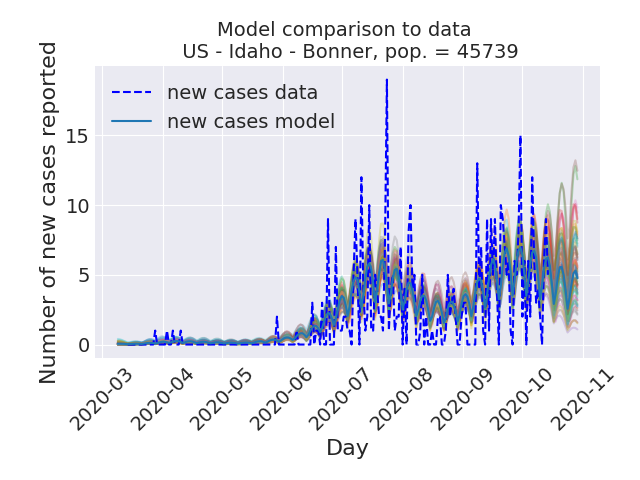 Model comparison to data
US - Idaho - Bonner, pop. = 45739
Number of new cases reported
new cases data
new cases model
15
10
5
0
2020-03
2020-04
2020-05
2020-06
2020-07
2020-08
2020-09
2020-10
2020-11
Day